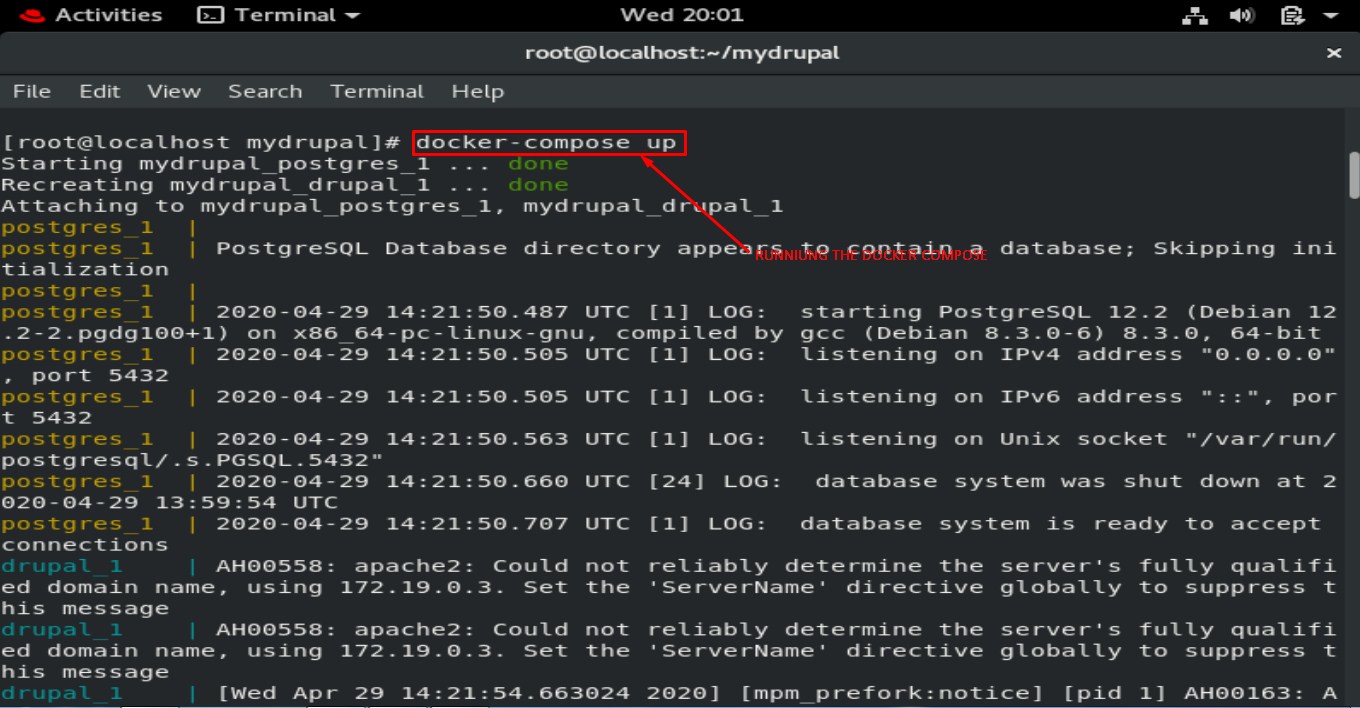 Activities Terminal Wed 20:01
root@localhost:~/mydrupal ×
File Edit View Search Terminal Help
[root@localhost mydrupal]# docker-compose up
Starting mydrupal_postgres_1 ... done
Recreating mydrupal_drupal_1 ... done
Attaching to mydrupal_postgres_1, mydrupal_drupal_1
postgres_1 |
postgres_1 | PostgreSQL Database directory appears to contain a database; Skipping ini
RUNNIUNG THE DOCKER COMPOSE
tialization
postgres_1 |
postgres_1 | 2020-04-29 14:21:50.487 UTC [1] LOG: starting PostgreSQL 12.2 (Debian 12
.2-2.pgdg100+1) on x86_64-pc-linux-gnu, compiled by gcc (Debian 8.3.0-6) 8.3.0, 64-bit
postgres_1 | 2020-04-29 14:21:50.505 UTC [1] LOG: listening on IPv4 address "0.0.0.0"
, port 5432
postgres_1 | 2020-04-29 14:21:50.505 UTC [1] LOG: listening on IPv6 address "::", por
t 5432
postgres_1 | 2020-04-29 14:21:50.563 UTC [1] LOG: listening on Unix socket "/var/run/
postgresql/.s.PGSQL.5432"
postgres_1 | 2020-04-29 14:21:50.660 UTC [24] LOG: database system was shut down at 2
020-04-29 13:59:54 UTC
postgres_1 | 2020-04-29 14:21:50.707 UTC [1] LOG: database system is ready to accept
connections
drupal_1 | AH00558: apache2: Could not reliably determine the server's fully qualifi
ed domain name, using 172.19.0.3. Set the 'ServerName' directive globally to suppress t
his message
drupal_1 | AH00558: apache2: Could not reliably determine the server's fully qualifi
ed domain name, using 172.19.0.3. Set the 'ServerName' directive globally to suppress t
his message
drupal_1 | [Wed Apr 29 14:21:54.663024 2020] [mpm_prefork:notice] [pid 1] AH00163: A